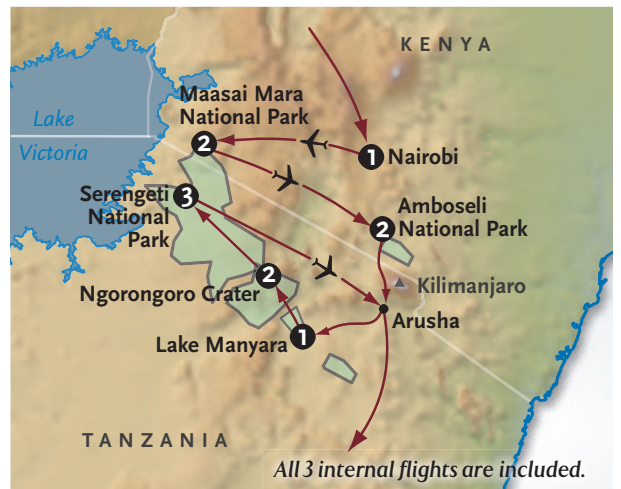 KENYA
Maasai Mara
National Park
Lake
Victoria
2
1 Nairobi
Serengeti
National
Park
3
2
Amboseli
National Park
Ngorongoro Crater
2
Kilimanjaro
Arusha
Lake Manyara
1
TANZANIA
All 3 internal flights are included.